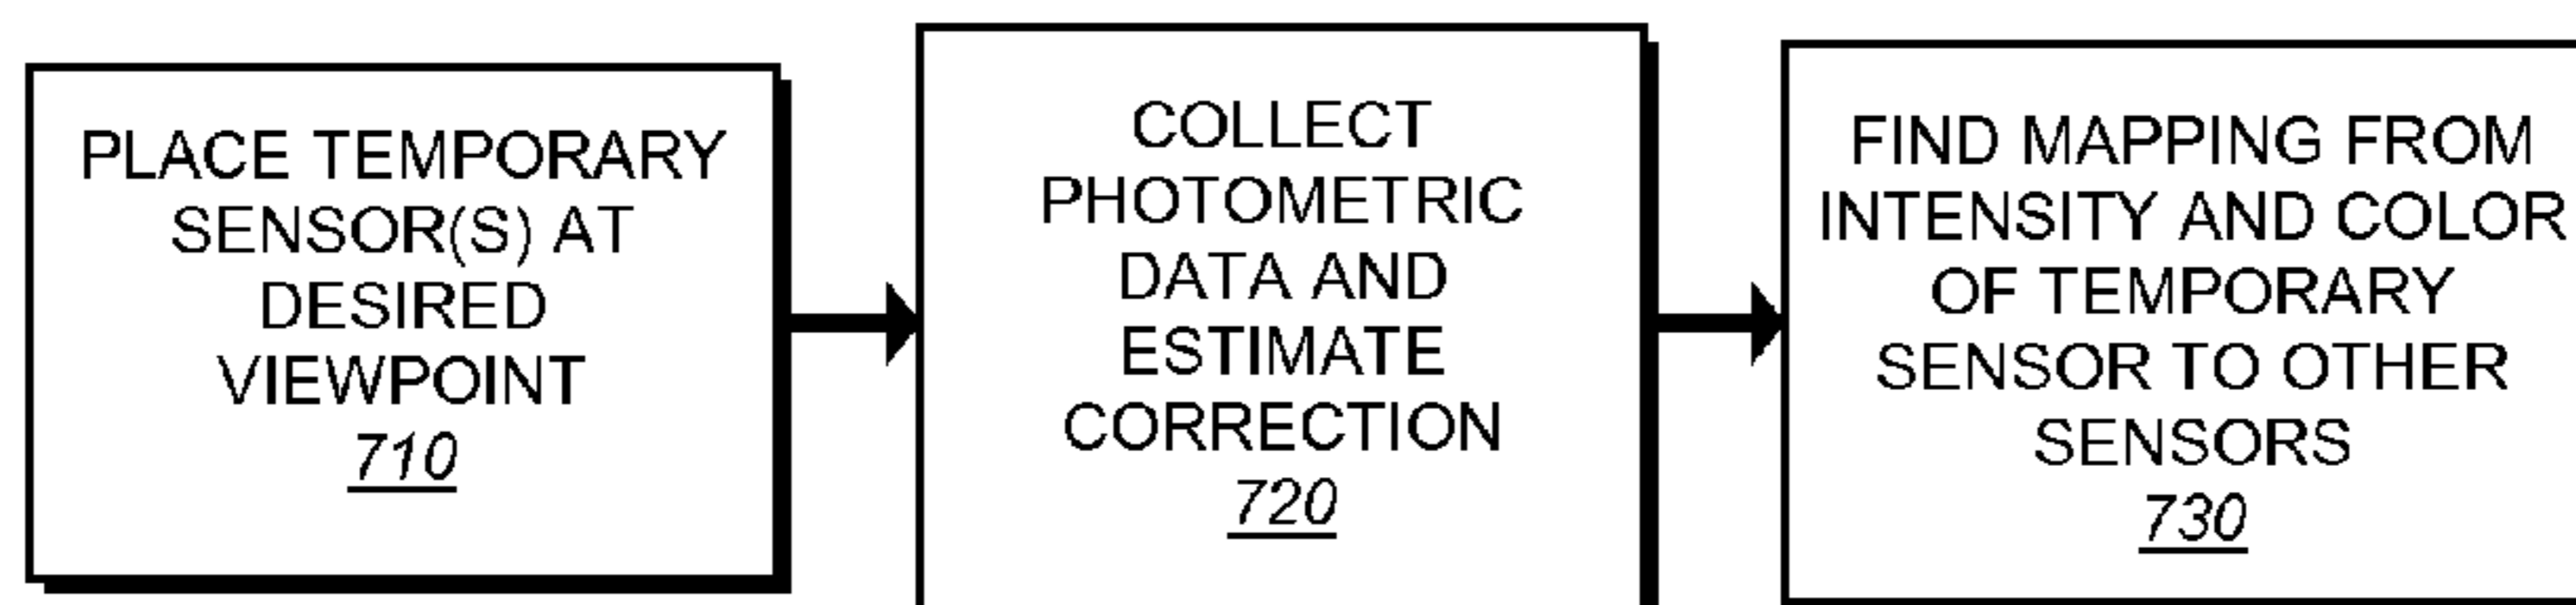 PLACE TEMPORARY
SENSOR(S) AT
DESIRED
VIEWPOINT
710
COLLECT
PHOTOMETRIC
DATA AND
ESTIMATE
CORRECTION
720
FIND MAPPING FROM
INTENSITY AND COLOR
OF TEMPORARY
SENSOR TO OTHER
SENSORS
730